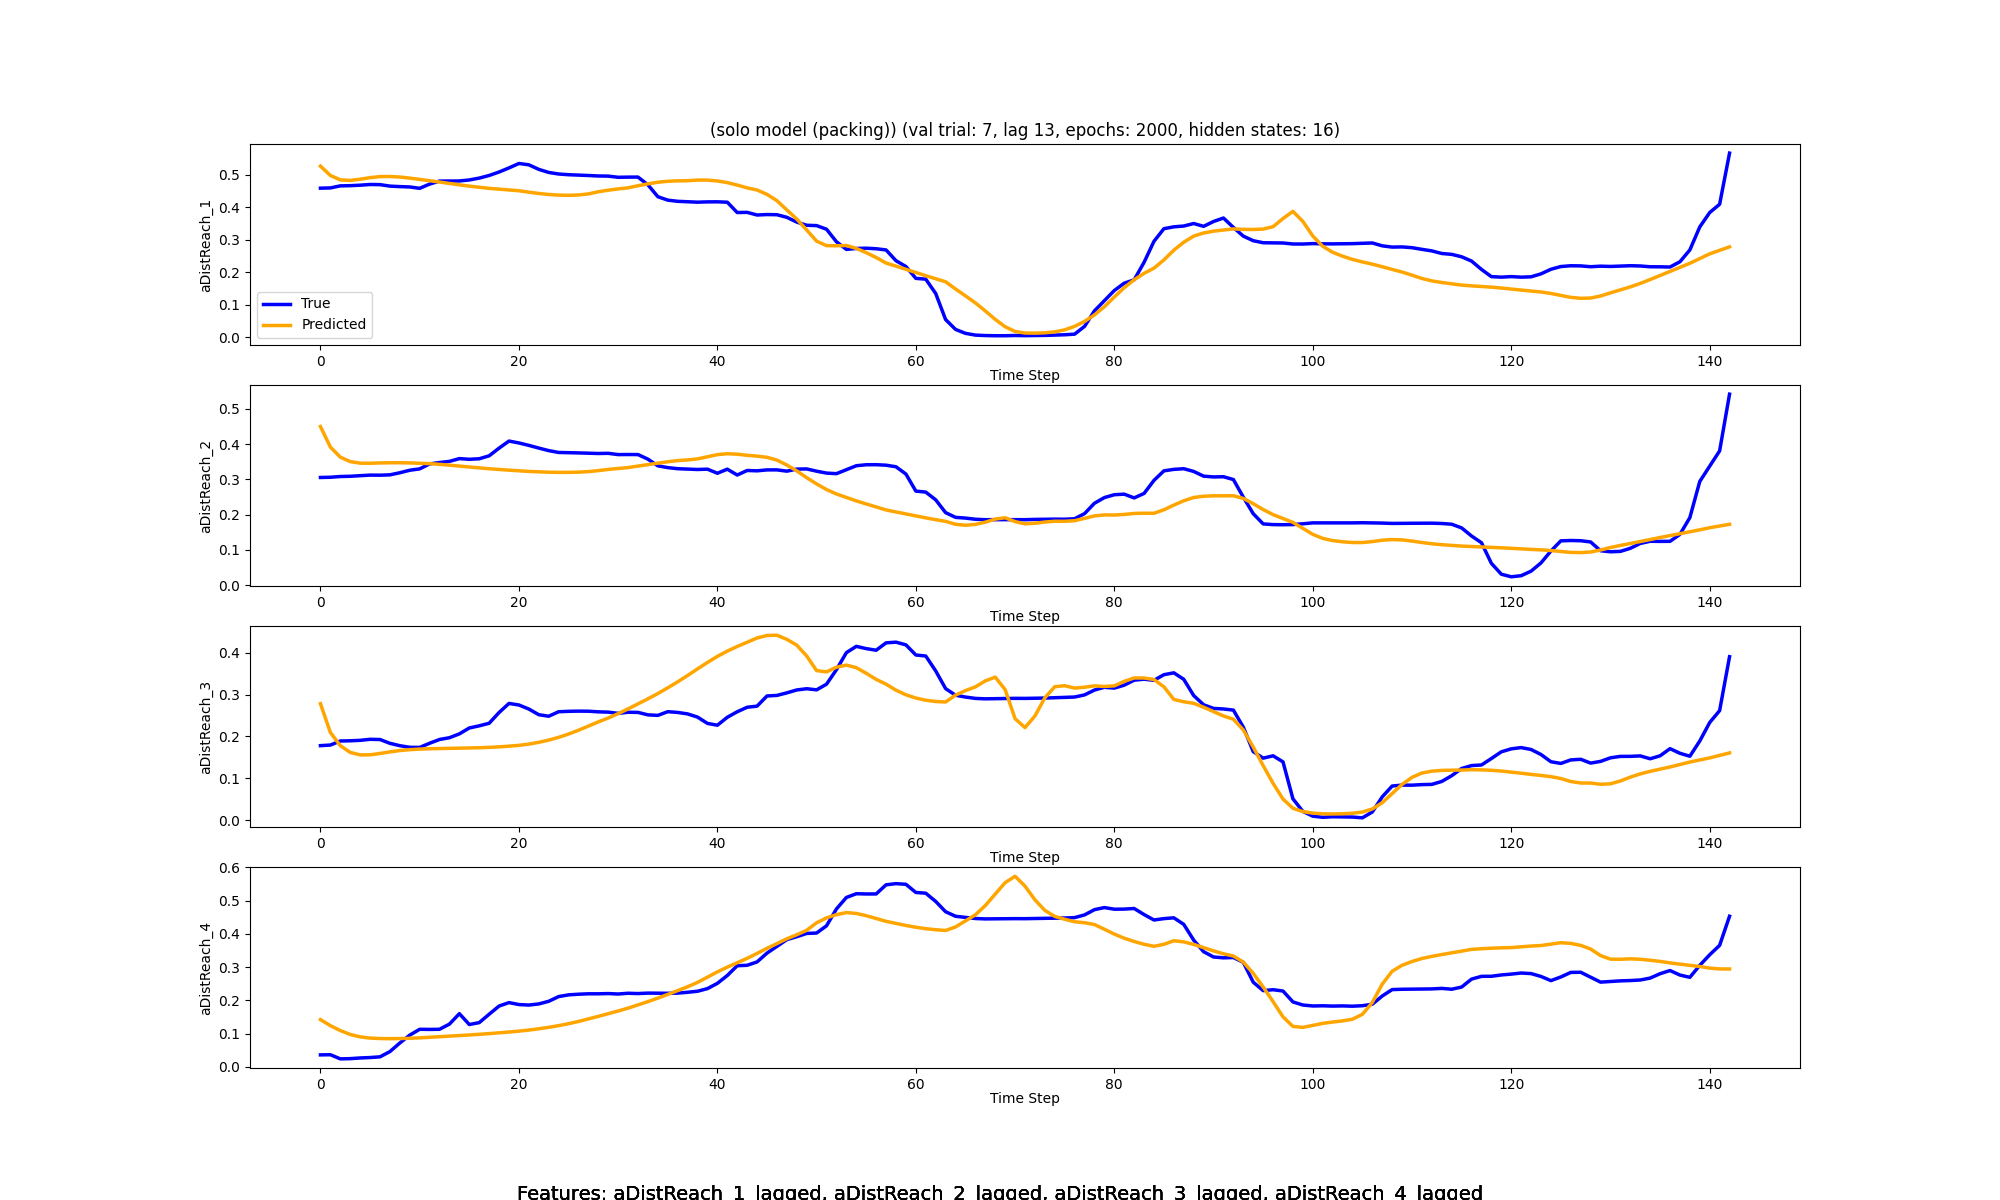 (solo model (packing)) (val trial: 7, lag 13, epochs: 2000, hidden states: 16)
aDistReach_1
0.5
0.4
0.3
0.2
0.1
0.0
True
Predicted
0 20 40 60 80 100 120 140
Time Step
aDistReach_2
0.5
0.4
0.3
0.2
0.1
0.0
0 20 40 60 80 100 120 140
Time Step
aDistReach_3
0.4
0.3
0.2
0.1
0.0
0 20 40 60 80 100 120 140
Time Step
aDistReach_4
0.6
0.5
0.4
0.3
0.2
0.1
0.0
0 20 40 60 80 100 120 140
Time Step
Features: aDistReach_1_lagged, aDistReach_2_lagged, aDistReach_3_lagged, aDistReach_4_lagged